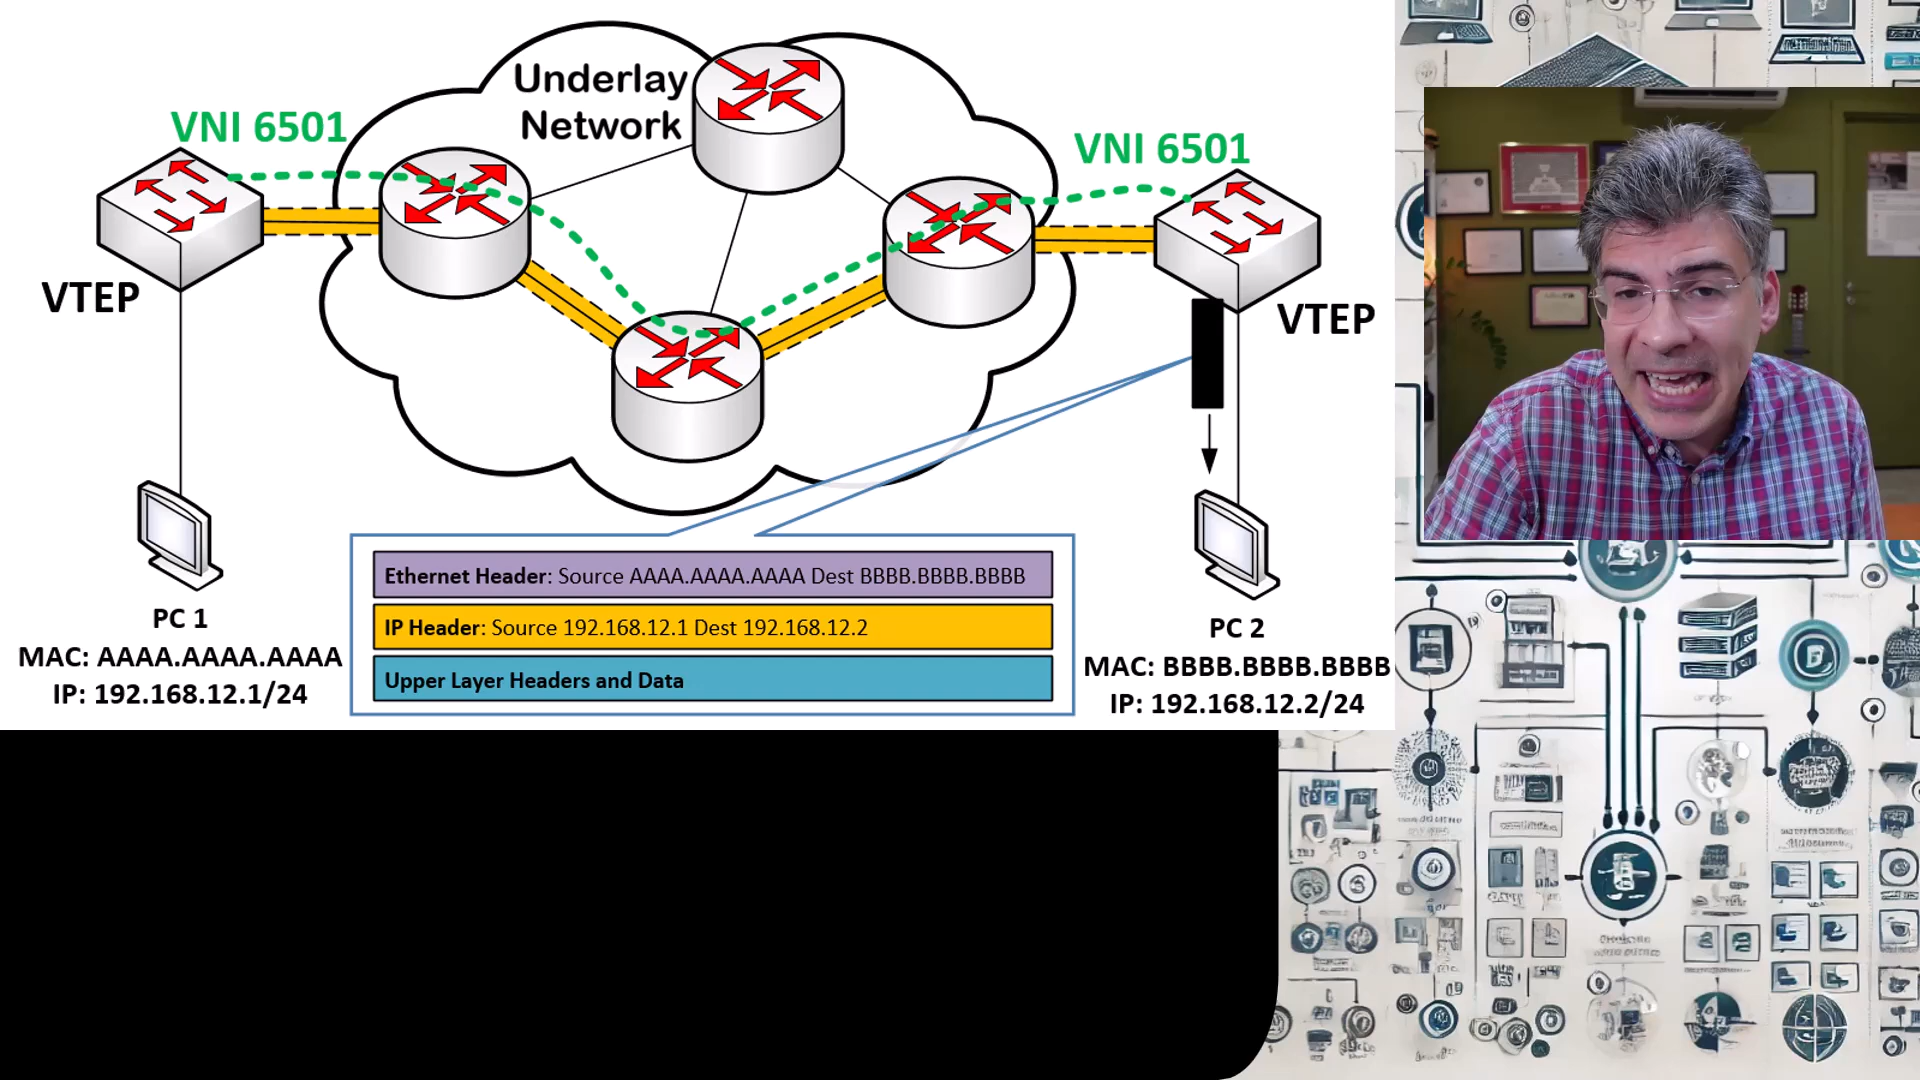 Underlay
Network
VNI 6501
VNI 6501
VTEP
VTEP
Ethernet Header: Source AAAA.AAAA.AAAA Dest BBBB.BBBB.BBBB
IP Header: Source 192.168.12.1 Dest 192.168.12.2
Upper Layer Headers and Data
PC 1
MAC: AAAA.AAAA.AAAA
IP: 192.168.12.1/24
PC 2
MAC: BBBB.BBBB.BBBB
IP: 192.168.12.2/24